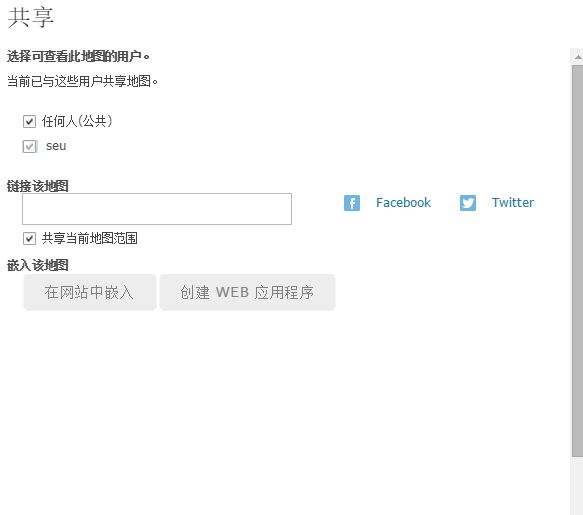 共享
选择可查看此地图的用户。
当前已与这些用户共享地图。
任何人(公共)
seu
链接该地图
Facebook Twitter
共享当前地图范围
嵌入该地图
在网站中嵌入 创建 WEB 应用程序